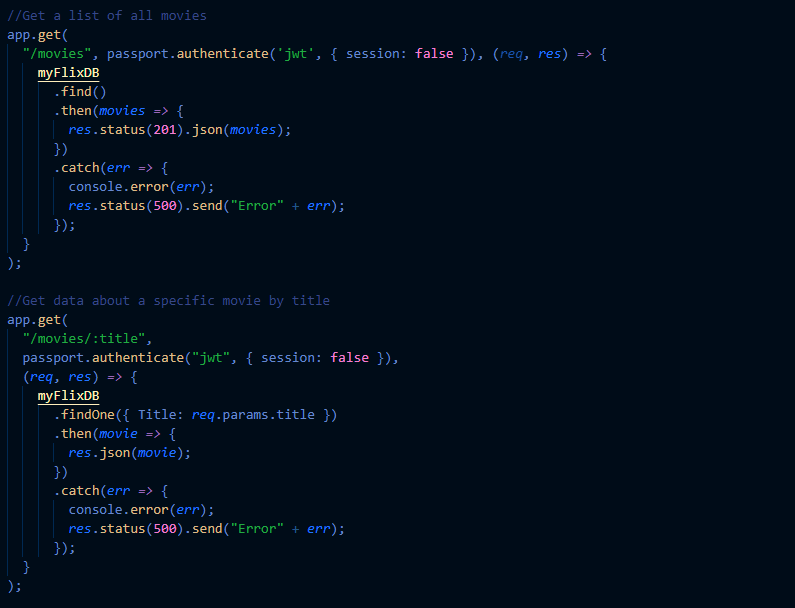 //Get a list of all movies
app.get(
  "/movies", passport.authenticate('jwt', { session: false }), (req, res) => {
    myFlixDB
      .find()
      .then(movies => {
        res.status(201).json(movies);
      })
      .catch(err => {
        console.error(err);
        res.status(500).send("Error" + err);
      });
  }
);

//Get data about a specific movie by title
app.get(
  "/movies/:title",
  passport.authenticate("jwt", { session: false }),
  (req, res) => {
    myFlixDB
      .findOne({ Title: req.params.title })
      .then(movie => {
        res.json(movie);
      })
      .catch(err => {
        console.error(err);
        res.status(500).send("Error" + err);
      });
  }
);